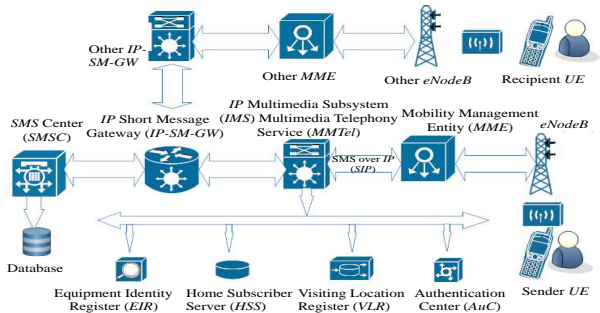 Other IP-
SM-GW
Other MME
Other eNodeB
Recipient UE
SMS Center
(SMSC)
IP Short Message
Gateway (IP-SM-GW)
IP Multimedia Subsystem
(IMS) Multimedia Telephony
Service (MMTel)
Mobility Management
Entity (MME)
eNodeB
SMS over IP
(SIP)
Database
Equipment Identity
Register (EIR)
Home Subscriber
Server (HSS)
Visiting Location
Register (VLR)
Authentication
Center (AuC)
Sender UE